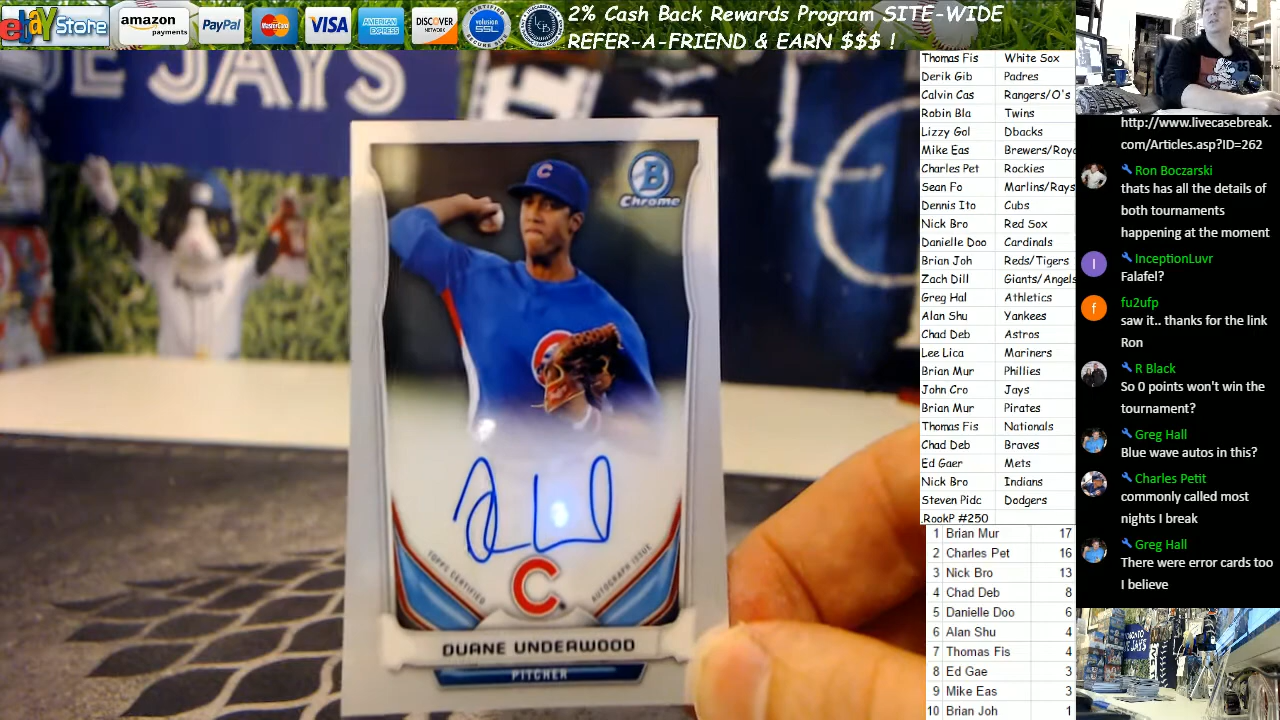 ebay Store
amazon payments
PayPal
MasterCard
VISA
AMERICAN EXPRESS
DISCOVER NETWORK
volusion SSL
2% Cash Back Rewards Program SITE-WIDE
REFER-A-FRIEND & EARN $$$ !
E JAYS
B
Chrome
C
TOPPS CERTIFIED
AUTOGRAPH ISSUE
C
DUANE UNDERWOOD
PITCHER
Thomas Fis White Sox
Derik Gib Padres
Calvin Cas Rangers/O's
Robin Bla Twins
Lizzy Gol Dbacks
Mike Eas Brewers/Roya
Charles Pet Rockies
Sean Fo Marlins/Rays
Dennis Ito Cubs
Nick Bro Red Sox
Danielle Doo Cardinals
Brian Joh Reds/Tigers
Zach Dill Giants/Angels
Greg Hal Athletics
Alan Shu Yankees
Chad Deb Astros
Lee Lica Mariners
Brian Mur Phillies
John Cro Jays
Brian Mur Pirates
Thomas Fis Nationals
Chad Deb Braves
Ed Gaer Mets
Nick Bro Indians
Steven Pidc Dodgers
.RookP #250
1 Brian Mur 17
2 Charles Pet 16
3 Nick Bro 13
4 Chad Deb 8
5 Danielle Doo 6
6 Alan Shu 4
7 Thomas Fis 4
8 Ed Gae 3
9 Mike Eas 3
10 Brian Joh 1
http://www.livecasebreak.
com/Articles.asp?ID=262
Ron Boczarski
thats has all the details of
both tournaments
happening at the moment
I
InceptionLuvr
Falafel?
f
fu2ufp
saw it.. thanks for the link
Ron
R Black
So 0 points won't win the
tournament?
Greg Hall
Blue wave autos in this?
Charles Petit
commonly called most
nights I break
Greg Hall
There were error cards too
I believe